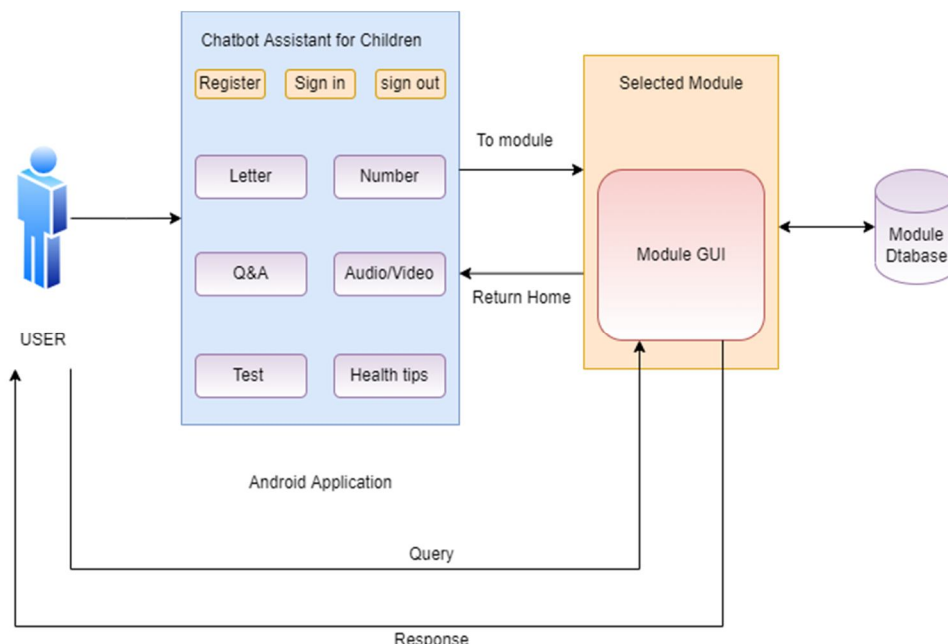 Chatbot Assistant for Children
Register
Sign in
sign out
Selected Module
To module
Letter
Number
Module GUI
Module
Dtabase
Q&A
Audio/Video
Return Home
USER
Test
Health tips
Android Application
Query
Response